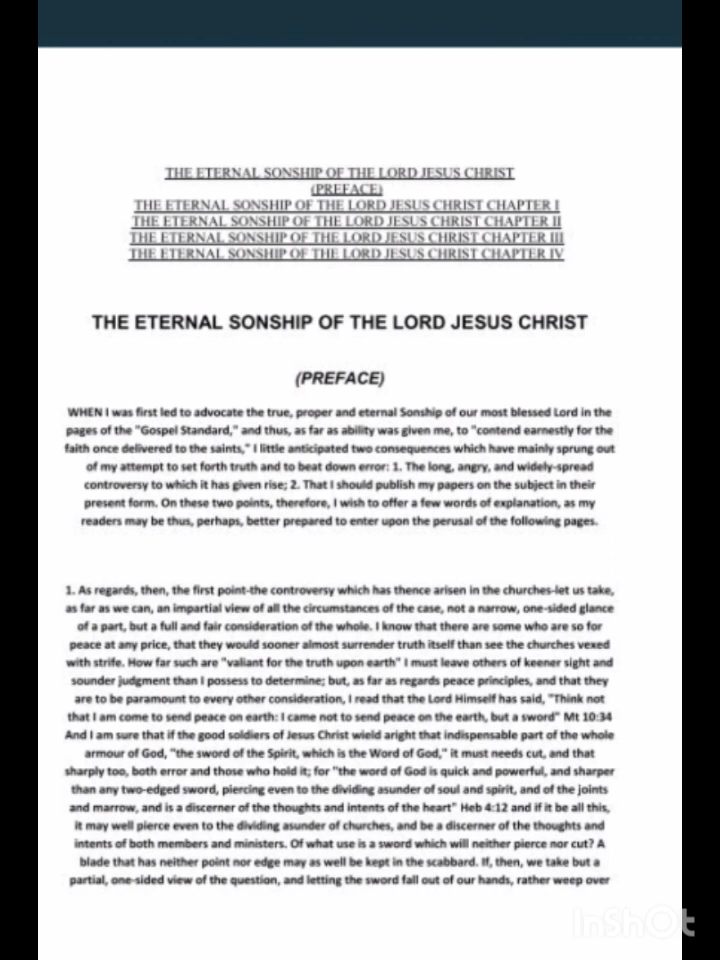 THE ETERNAL SONSHIP OF THE LORD JESUS CHRIST
(PREFACE)
THE ETERNAL SONSHIP OF THE LORD JESUS CHRIST CHAPTER I
THE ETERNAL SONSHIP OF THE LORD JESUS CHRIST CHAPTER II
THE ETERNAL SONSHIP OF THE LORD JESUS CHRIST CHAPTER III
THE ETERNAL SONSHIP OF THE LORD JESUS CHRIST CHAPTER IV
THE ETERNAL SONSHIP OF THE LORD JESUS CHRIST
(PREFACE)
WHEN I was first led to advocate the true, proper and eternal Sonship of our most blessed Lord in the
pages of the "Gospel Standard," and thus, as far as ability was given me, to "contend earnestly for the
faith once delivered to the saints," I little anticipated two consequences which have mainly sprung out
of my attempt to set forth truth and to beat down error: 1. The long, angry, and widely-spread
controversy to which it has given rise; 2. That I should publish my papers on the subject in their
present form. On these two points, therefore, I wish to offer a few words of explanation, as my
readers may be thus, perhaps, better prepared to enter upon the perusal of the following pages.
1. As regards, then, the first point-the controversy which has thence arisen in the churches-let us take,
as far as we can, an impartial view of all the circumstances of the case, not a narrow, one-sided glance
of a part, but a full and fair consideration of the whole. I know that there are some who are so for
peace at any price, that they would sooner almost surrender truth itself than see the churches vexed
with strife. How far such are "valiant for the truth upon earth" I must leave others of keener sight and
sounder judgment than I possess to determine; but, as far as regards peace principles, and that they
are to be paramount to every other consideration, I read that the Lord Himself has said, "Think not
that I am come to send peace on earth: I came not to send peace on the earth, but a sword" Mt 10:34
And I am sure that if the good soldiers of Jesus Christ wield aright that indispensable part of the whole
armour of God, "the sword of the Spirit, which is the Word of God," it must needs cut, and that
sharply too, both error and those who hold it; for "the word of God is quick and powerful, and sharper
than any two-edged sword, piercing even to the dividing asunder of soul and spirit, and of the joints
and marrow, and is a discerner of the thoughts and intents of the heart" Heb 4:12 and if it be all this,
it may well pierce even to the dividing asunder of churches, and be a discerner of the thoughts and
intents of both members and ministers. Of what use is a sword which will neither pierce nor cut? A
blade that has neither point nor edge may as well be kept in the scabbard. If, then, we take but a
partial, one-sided view of the question, and letting the sword fall out of our hands, rather weep over
InShOt